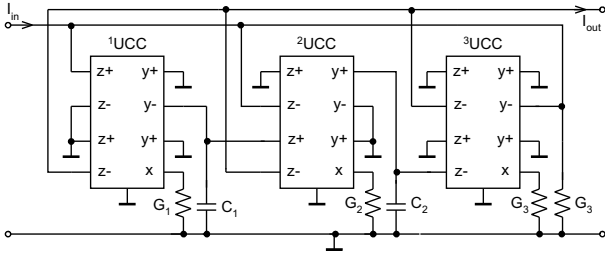 I_in I_out
¹UCC ²UCC ³UCC
z+ y+ z+ y+ z+ y+
z- y- z- y- z- y-
z+ y+ z+ y+ z+ y+
z- x z- x z- x
G₁ C₁ G₂ C₂ G₃ G₃